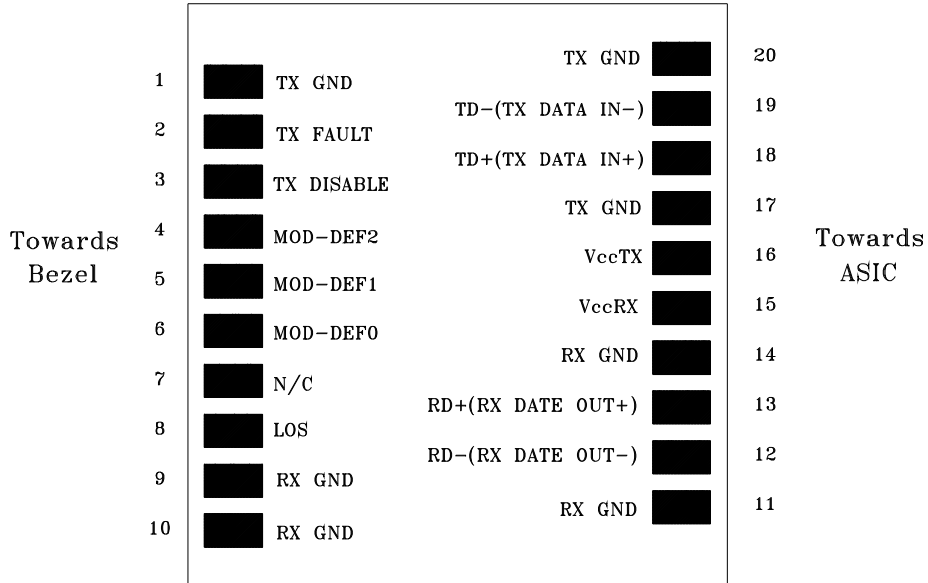 20
TX GND
1
TX GND
TD-(TX DATA IN-)
19
2
TX FAULT
TD+(TX DATA IN+)
18
3
TX DISABLE
TX GND
17
4
MOD-DEF2
Towards
Bezel
VccTX
16
Towards
ASIC
5
MOD-DEF1
VccRX
15
6
MOD-DEF0
RX GND
14
7
N/C
RD+(RX DATE OUT+)
13
8
LOS
RD-(RX DATE OUT-)
12
9
RX GND
RX GND
11
10
RX GND